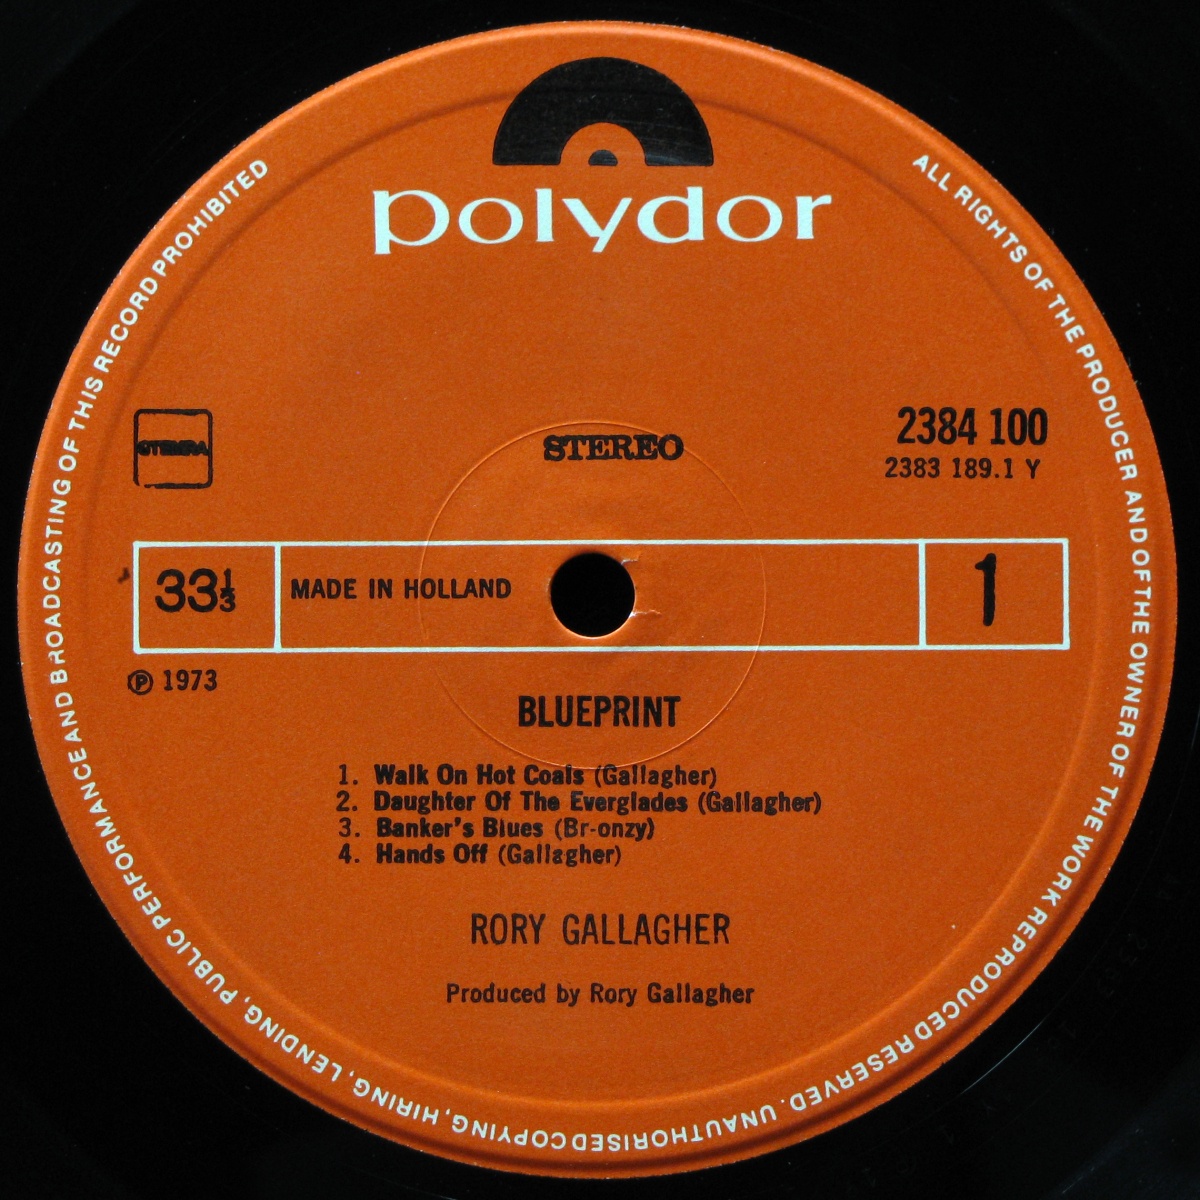 polydor
STEMRA
STEREO
2384 100
2383 189.1 Y
33⅓
MADE IN HOLLAND
1
Ⓟ 1973
BLUEPRINT
1. Walk On Hot Coals (Gallagher)
2. Daughter Of The Everglades (Gallagher)
3. Banker's Blues (Br-onzy)
4. Hands Off (Gallagher)
RORY GALLAGHER
Produced by Rory Gallagher
ALL RIGHTS OF THE PRODUCER AND OF THE OWNER OF THE WORK REPRODUCED RESERVED. UNAUTHORISED COPYING, HIRING, LENDING, PUBLIC PERFORMANCE AND BROADCASTING OF THIS RECORD PROHIBITED